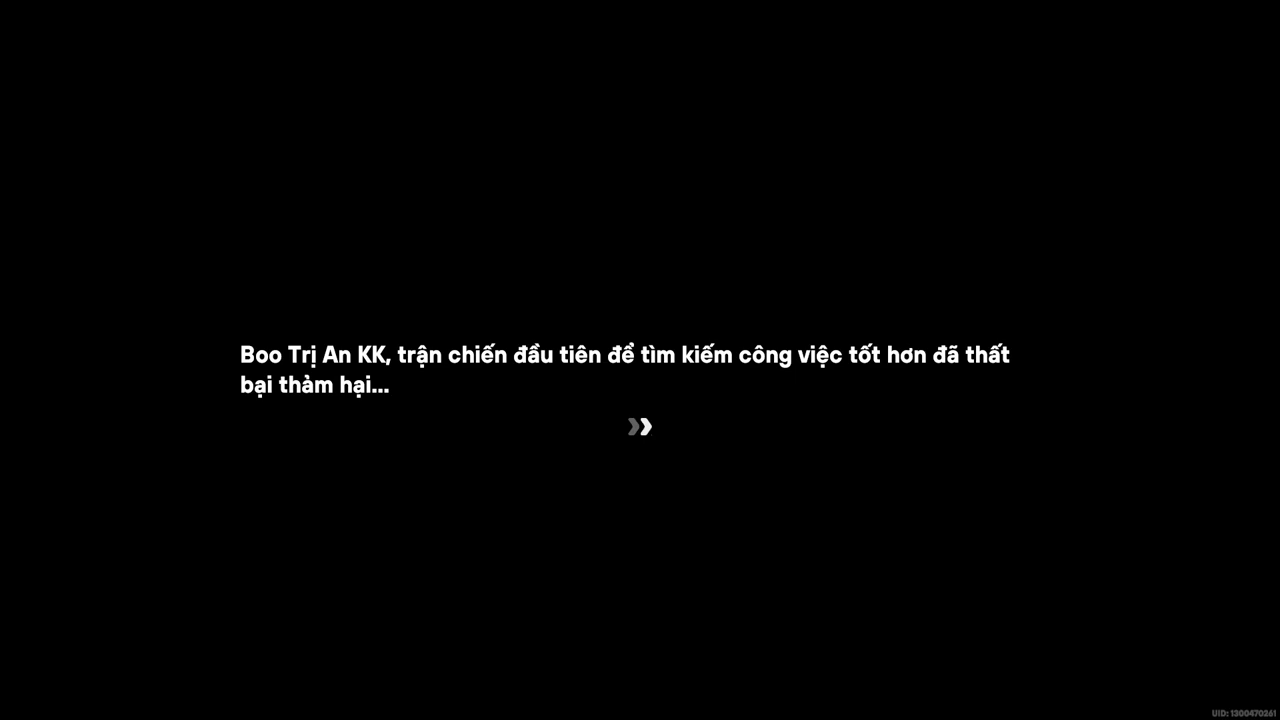 Boo Trị An KK, trận chiến đầu tiên để tìm kiếm công việc tốt hơn đã thất
bại thảm hại...
UID: 1300470261